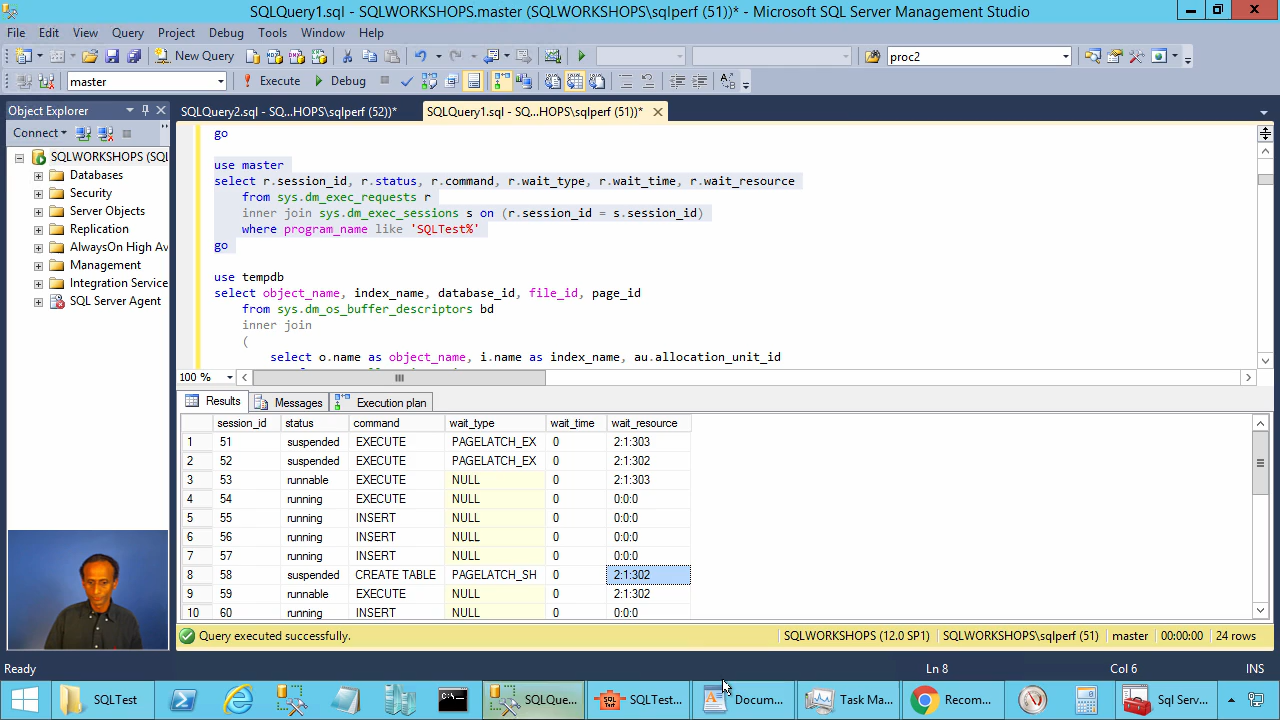 SQLQuery1.sql - SQLWORKSHOPS.master (SQLWORKSHOPS\sqlperf (51))* - Microsoft SQL Server Management Studio
File Edit View Query Project Debug Tools Window Help
New Query proc2
master Execute Debug
Object Explorer
SQLQuery2.sql - SQ...HOPS\sqlperf (52))* SQLQuery1.sql - SQ...HOPS\sqlperf (51))*
Connect
SQLWORKSHOPS (SQL
Databases
Security
Server Objects
Replication
AlwaysOn High Av
Management
Integration Service
SQL Server Agent
go
use master
select r.session_id, r.status, r.command, r.wait_type, r.wait_time, r.wait_resource
from sys.dm_exec_requests r
inner join sys.dm_exec_sessions s on (r.session_id = s.session_id)
where program_name like 'SQLTest%'
go
use tempdb
select object_name, index_name, database_id, file_id, page_id
from sys.dm_os_buffer_descriptors bd
inner join
(
select o.name as object_name, i.name as index_name, au.allocation_unit_id
100 %
Results Messages Execution plan
session_id status command wait_type wait_time wait_resource
1 51 suspended EXECUTE PAGELATCH_EX 0 2:1:303
2 52 suspended EXECUTE PAGELATCH_EX 0 2:1:302
3 53 runnable EXECUTE NULL 0 2:1:303
4 54 running EXECUTE NULL 0 0:0:0
5 55 running INSERT NULL 0 0:0:0
6 56 running INSERT NULL 0 0:0:0
7 57 running INSERT NULL 0 0:0:0
8 58 suspended CREATE TABLE PAGELATCH_SH 0 2:1:302
9 59 runnable EXECUTE NULL 0 2:1:302
10 60 running INSERT NULL 0 0:0:0
Query executed successfully. SQLWORKSHOPS (12.0 SP1) SQLWORKSHOPS\sqlperf (51) master 00:00:00 24 rows
Ready Ln 8 Col 6 INS
SQLTest SQLQue... SQLTest... Docum... Task Ma... Recom... Sql Serv...